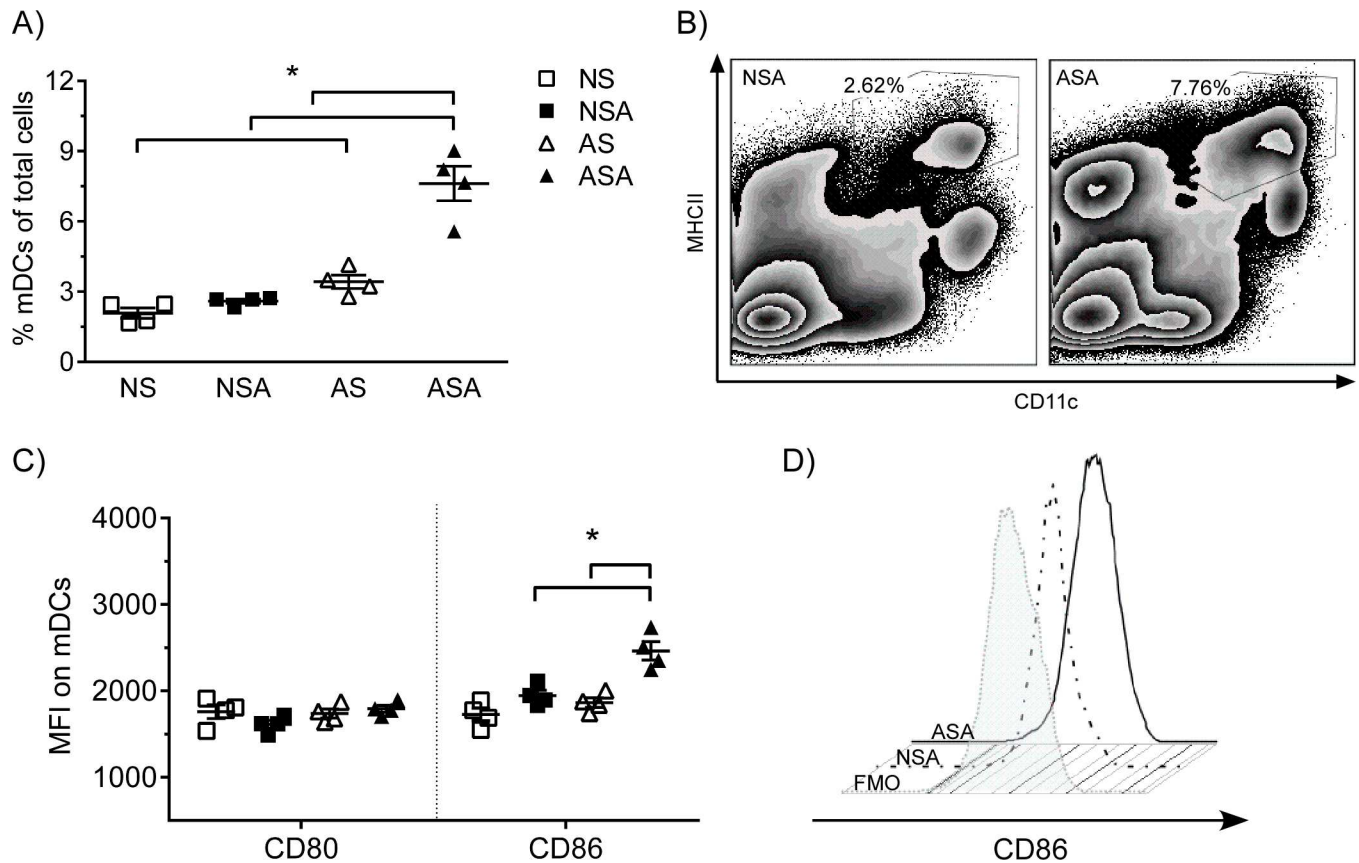 A)
% mDCs of total cells
12
9
6
3
0
*
NS
NSA
AS
ASA
NS
NSA
AS
ASA
B)
MHCII
NSA
2.62%
ASA
7.76%
CD11c
C)
MFI on mDCs
4000
3000
2000
1000
*
CD80
CD86
D)
ASA
NSA
FMO
CD86